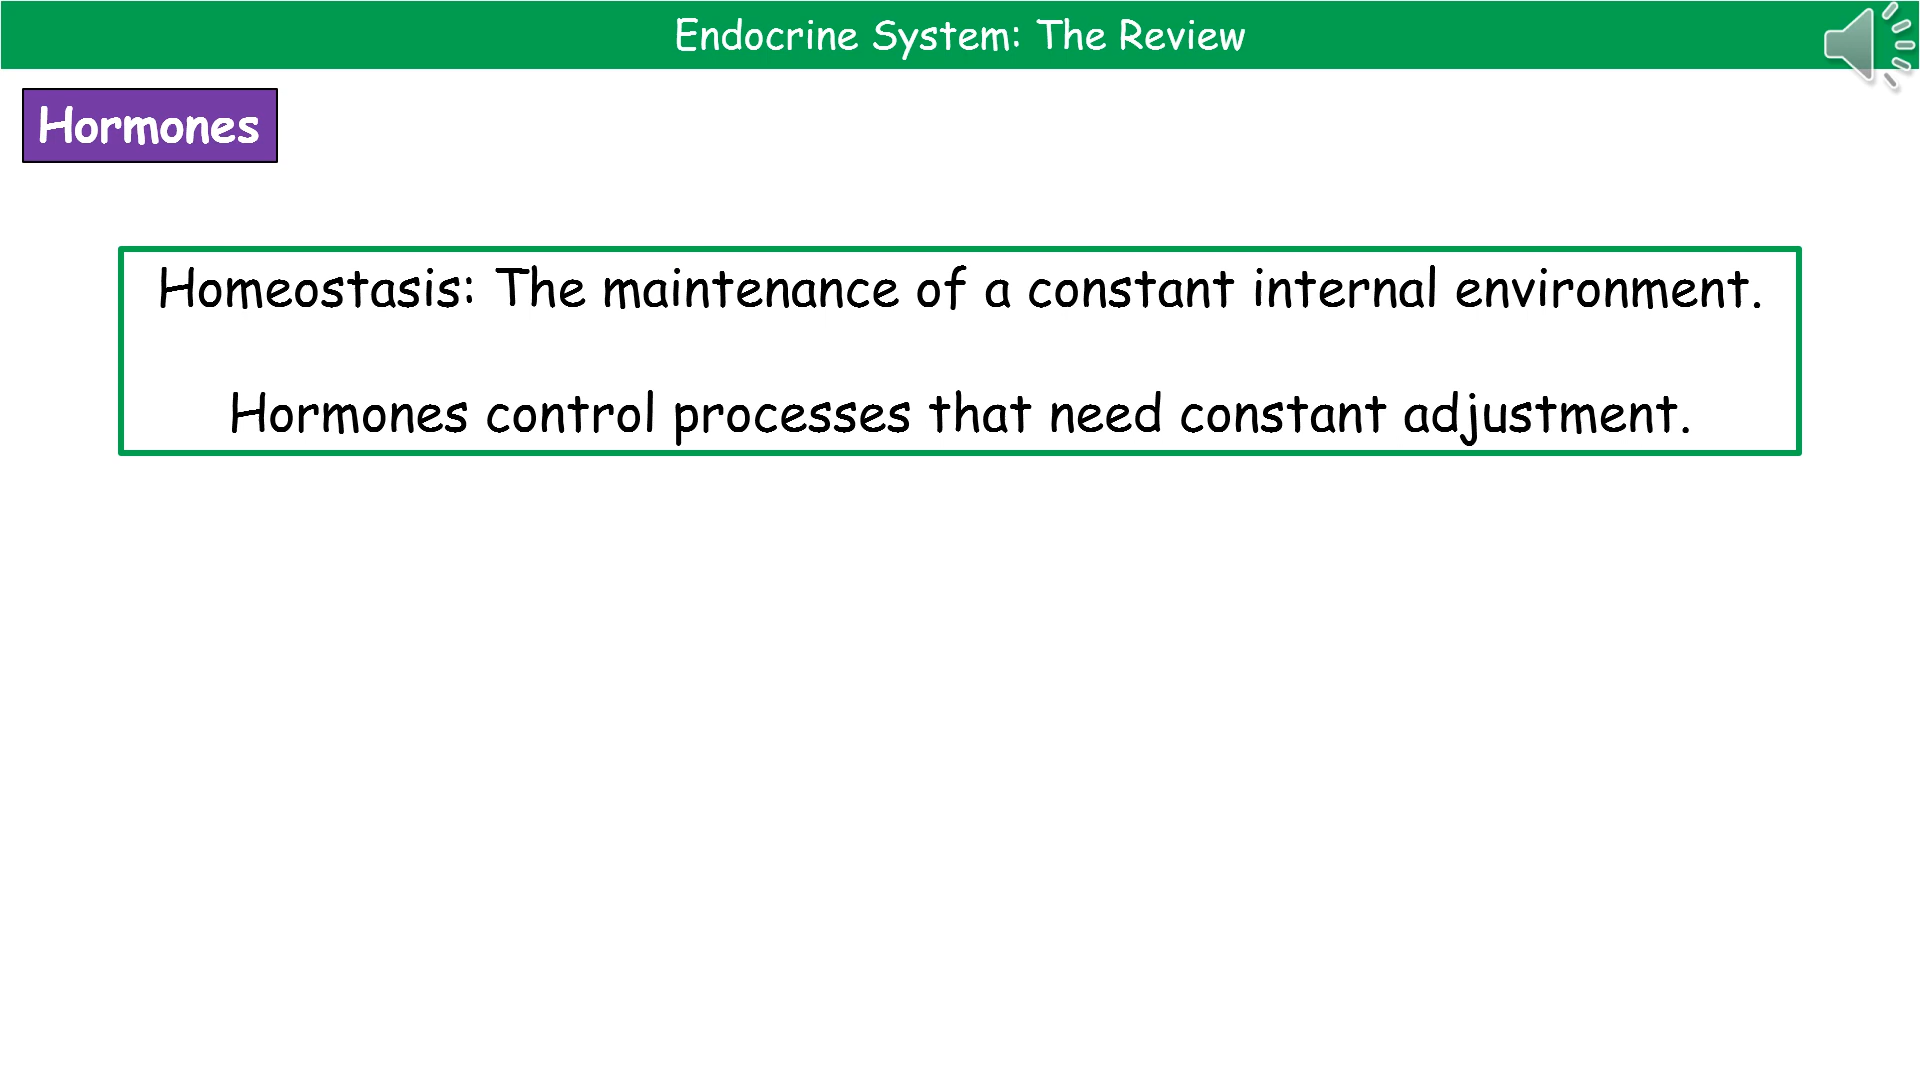 Endocrine System: The Review
Hormones
Homeostasis: The maintenance of a constant internal environment.
Hormones control processes that need constant adjustment.